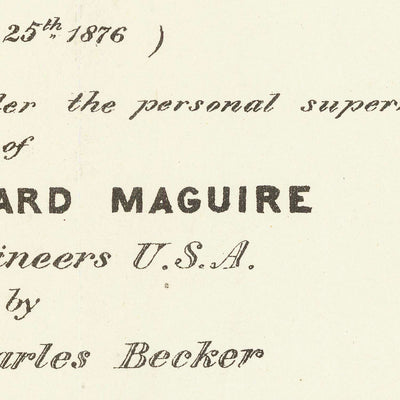 25th 1876 )
der the personal super
of
ARD MAGUIRE
ineers U.S.A.
by
arles Becker